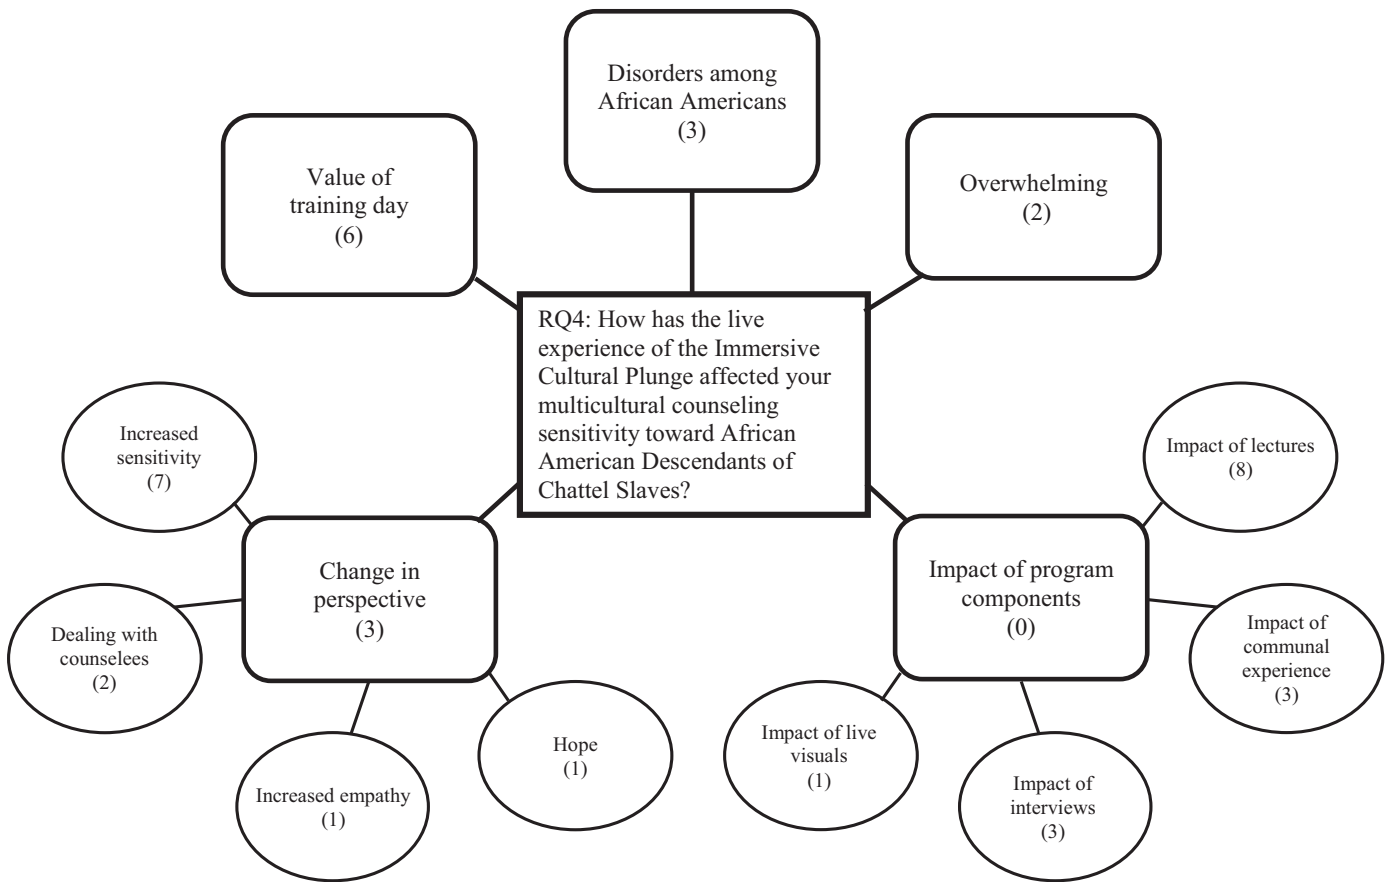 Disorders among
African Americans
(3)
Value of
training day
(6)
Overwhelming
(2)
RQ4: How has the live
experience of the Immersive
Cultural Plunge affected your
multicultural counseling
sensitivity toward African
American Descendants of
Chattel Slaves?
Increased
sensitivity
(7)
Impact of lectures
(8)
Change in
perspective
(3)
Impact of program
components
(0)
Dealing with
counselees
(2)
Impact of
communal
experience
(3)
Increased empathy
(1)
Hope
(1)
Impact of live
visuals
(1)
Impact of
interviews
(3)